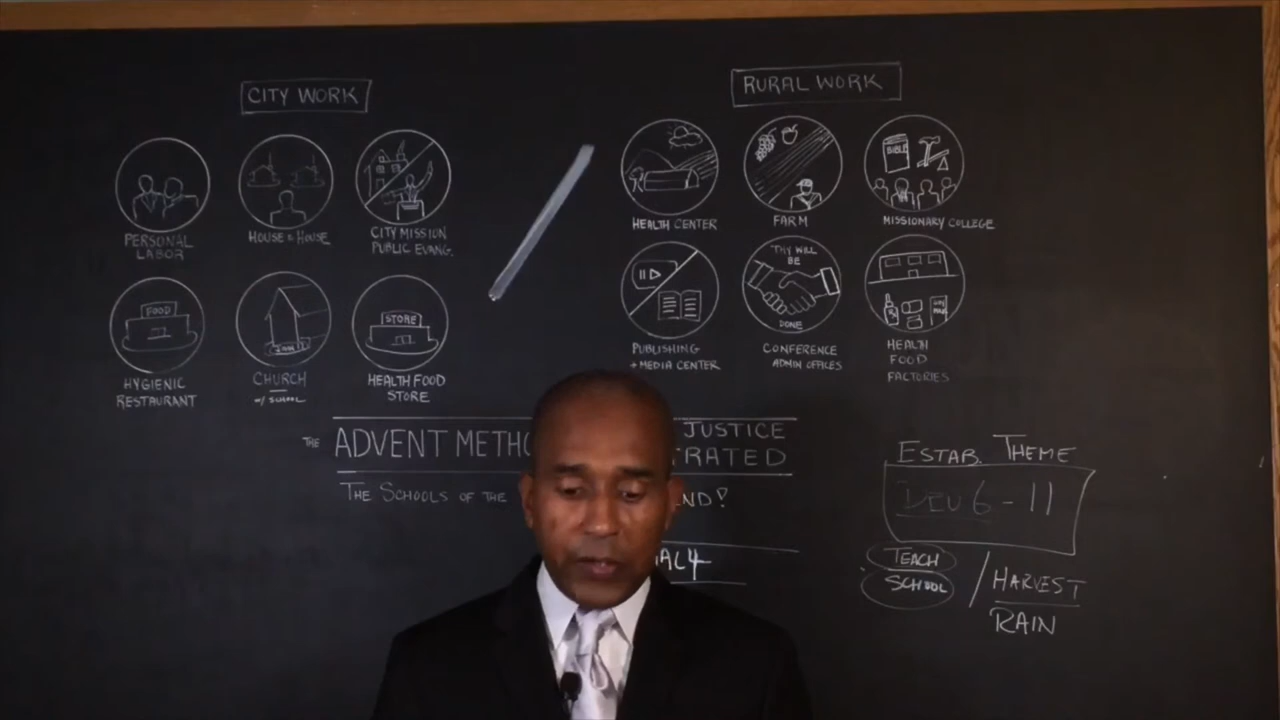 CITY WORK
PERSONAL
LABOR
HOUSE 2 HOUSE
CITY MISSION
PUBLIC EVANG.
FOOD
HYGIENIC
RESTAURANT
CHURCH
w/ SCHOOL
STORE
HEALTH FOOD
STORE
RURAL WORK
HEALTH CENTER
FARM
BIBLE
MISSIONARY COLLEGE
PUBLISHING
+ MEDIA CENTER
THY WILL
BE
DONE
CONFERENCE
ADMIN OFFICES
HEALTH
FOOD
FACTORIES
THE ADVENT METHO JUSTICE
TRATED
THE SCHOOLS OF THE ND!
AL 4
ESTAB. THEME
DEU 6-11
TEACH
SCHOOL
/ HARVEST
RAIN